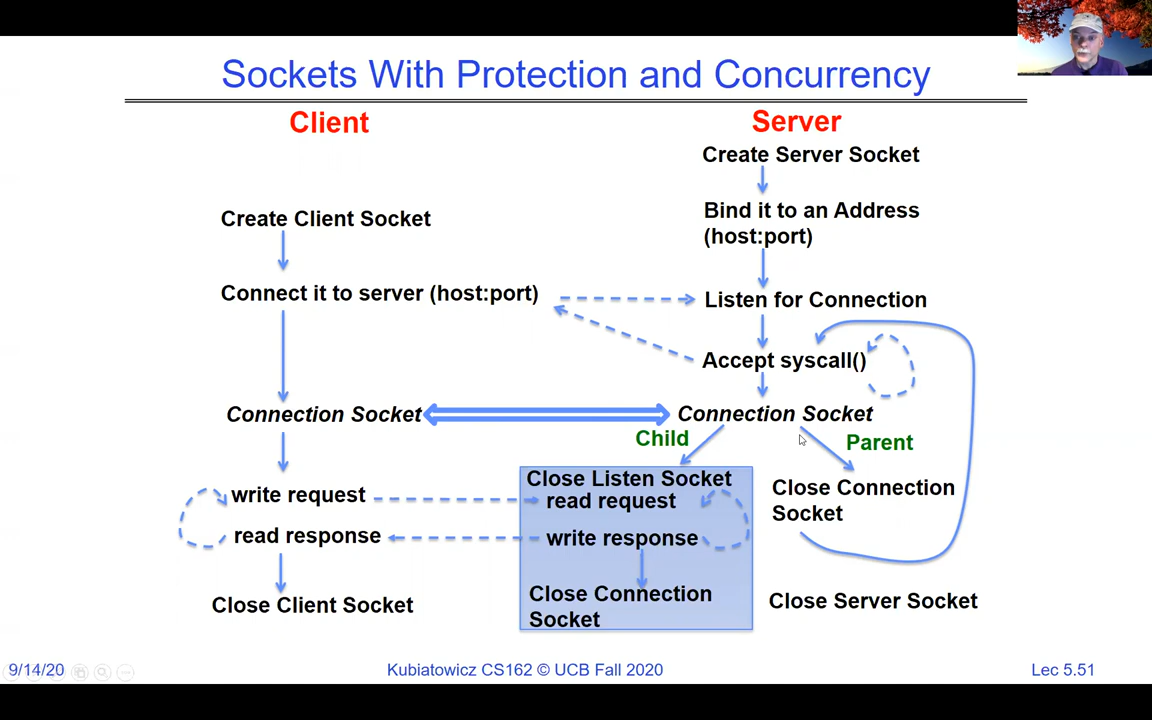 Sockets With Protection and Concurrency
Client
Server
Create Server Socket
Bind it to an Address
(host:port)
Create Client Socket
Connect it to server (host:port)
Listen for Connection
Accept syscall()
Connection Socket
Connection Socket
Child
Parent
Close Listen Socket
read request
write response
Close Connection
Socket
Close Connection
Socket
write request
read response
Close Client Socket
Close Server Socket
9/14/20
Kubiatowicz CS162 © UCB Fall 2020
Lec 5.51